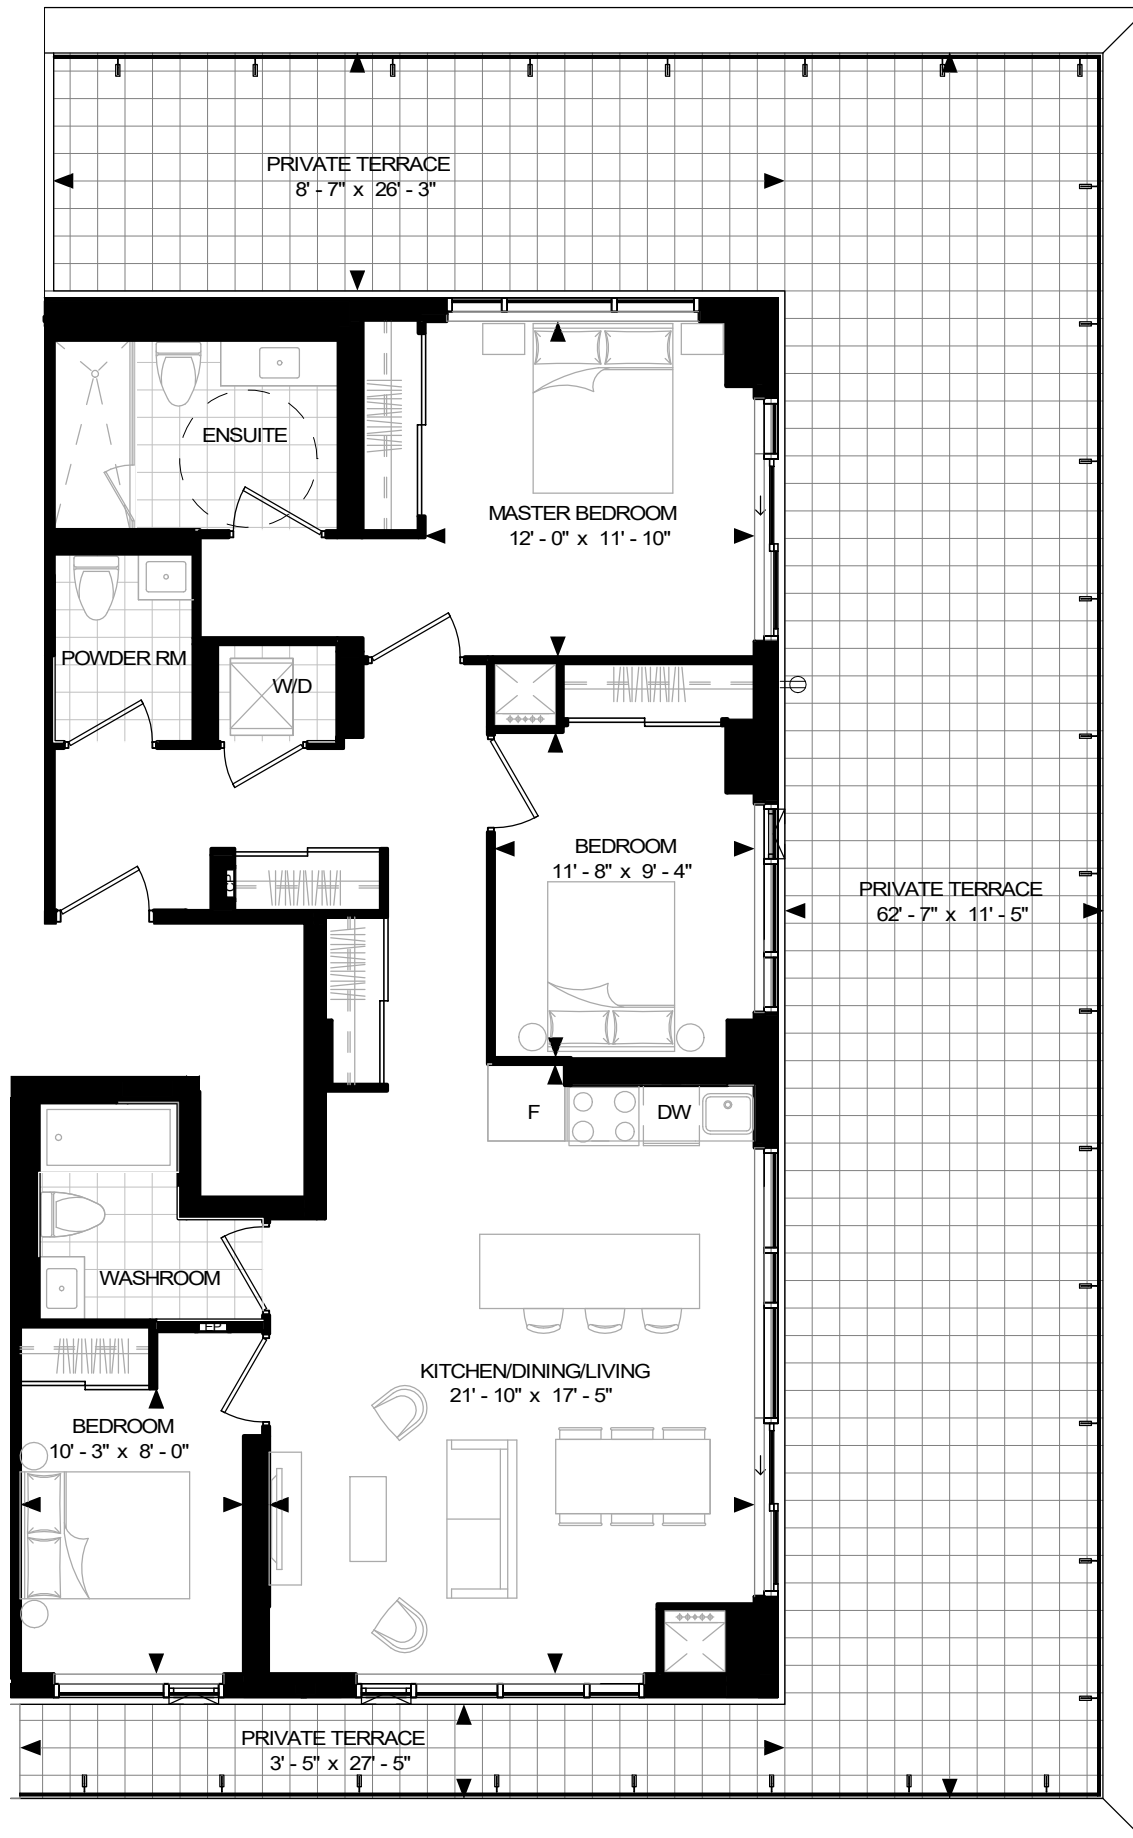 PRIVATE TERRACE
8' - 7" x 26' - 3"
ENSUITE
MASTER BEDROOM
12' - 0" x 11' - 10"
POWDER RM
W/D
BEDROOM
11' - 8" x 9' - 4"
PRIVATE TERRACE
62' - 7" x 11' - 5"
F
DW
WASHROOM
KITCHEN/DINING/LIVING
21' - 10" x 17' - 5"
BEDROOM
10' - 3" x 8' - 0"
PRIVATE TERRACE
3' - 5" x 27' - 5"